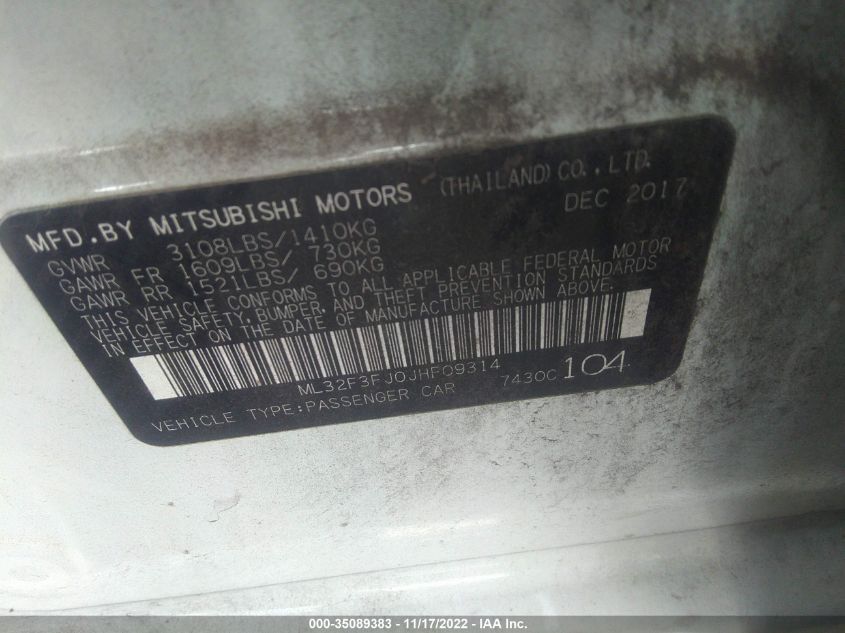 MFD.BY MITSUBISHI MOTORS (THAILAND) CO.,LTD.
GVWR 3108LBS/1410KG DEC 2017
GAWR FR 1609LBS/ 730KG
GAWR RR 1521LBS/ 690KG
THIS VEHICLE CONFORMS TO ALL APPLICABLE FEDERAL MOTOR
VEHICLE SAFETY,BUMPER, AND THEFT PREVENTION STANDARDS
IN EFFECT ON THE DATE OF MANUFACTURE SHOWN ABOVE.
ML32F3FJ0JHF09314
VEHICLE TYPE:PASSENGER CAR 7430C 104
000-35089383 - 11/17/2022 - IAA Inc.